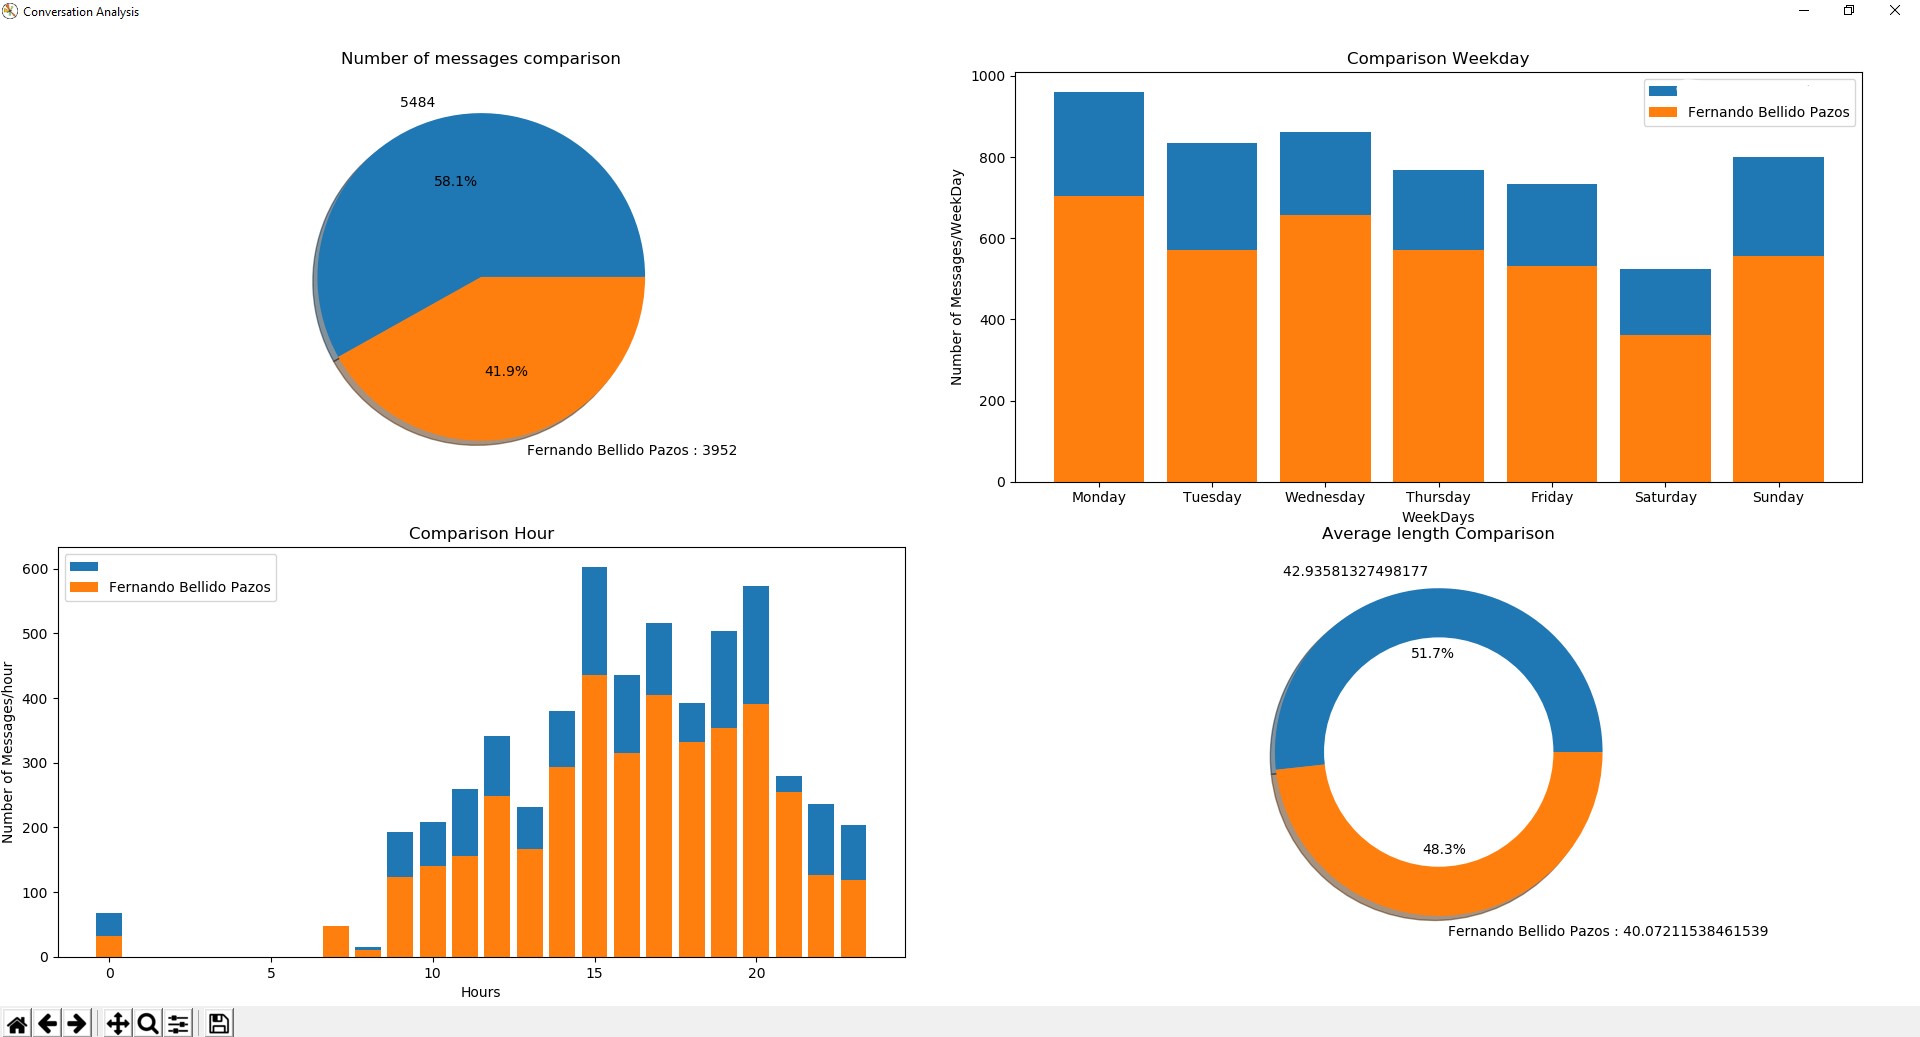 Conversation Analysis
Number of messages comparison
5484
58.1%
41.9%
Fernando Bellido Pazos : 3952
Comparison Weekday
1000
800
600
400
200
0
Number of Messages/WeekDay
Fernando Bellido Pazos
Monday Tuesday Wednesday Thursday Friday Saturday Sunday
WeekDays
Comparison Hour
600
500
400
300
200
100
0
Number of Messages/hour
Fernando Bellido Pazos
0 5 10 15 20
Hours
Average length Comparison
42.93581327498177
51.7%
48.3%
Fernando Bellido Pazos : 40.07211538461539